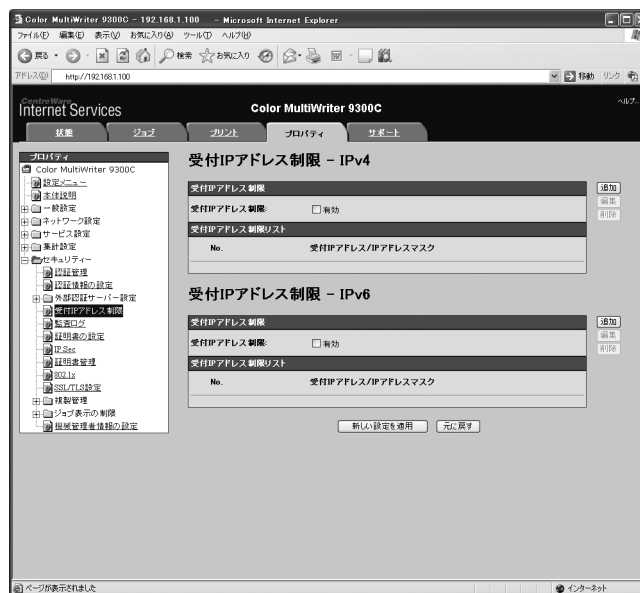 Color MultiWriter 9300C - 192.168.1.100 - Microsoft Internet Explorer
ファイル(F) 編集(E) 表示(V) お気に入り(A) ツール(T) ヘルプ(H)
戻る 検索 お気に入り
アドレス(D) http://192.168.1.100 移動 リンク
CentreWare
Internet Services
Color MultiWriter 9300C
ヘルプ...
状態 ジョブ プリント プロパティ サポート
プロパティ
Color MultiWriter 9300C
設定メニュー
本体説明
一般設定
ネットワーク設定
サービス設定
集計設定
セキュリティー
認証管理
認証情報の設定
外部認証サーバー設定
受付IPアドレス制限
監査ログ
証明書の設定
IP Sec
証明書管理
802.1x
SSL/TLS設定
複製管理
ジョブ表示の制限
機械管理者情報の設定
受付IPアドレス制限 - IPv4
受付IPアドレス制限
受付IPアドレス制限: 有効
受付IPアドレス制限リスト
No. 受付IPアドレス/IPアドレスマスク
追加
編集
削除
受付IPアドレス制限 - IPv6
受付IPアドレス制限
受付IPアドレス制限: 有効
受付IPアドレス制限リスト
No. 受付IPアドレス/IPアドレスマスク
追加
編集
削除
新しい設定を適用 元に戻す
ページが表示されました インターネット